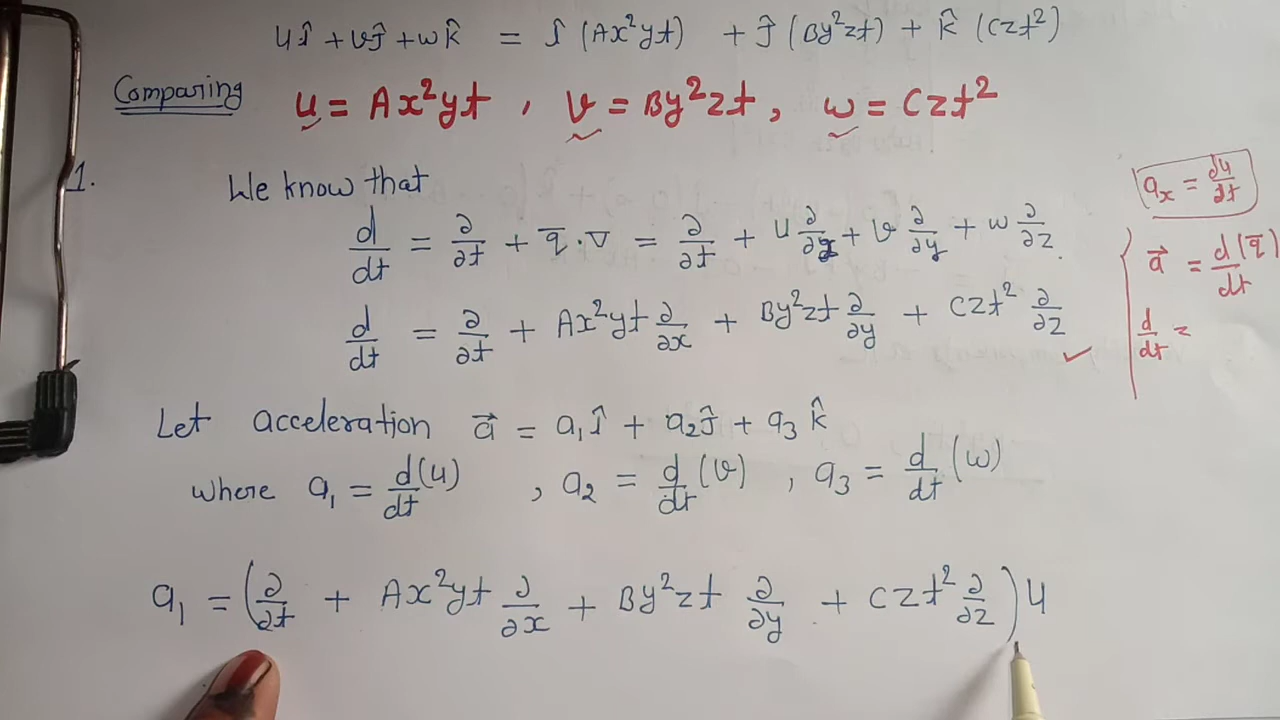 uî + vĵ + wk̂ = î (Ax²yt) + ĵ (By²zt) + k̂ (Czt²)
Comparing u = Ax²yt , v = By²zt, w = Czt²
1. We know that
d/dt = ∂/∂t + q̅.∇ = ∂/∂t + u ∂/∂x + v ∂/∂y + w ∂/∂z.
d/dt = ∂/∂t + Ax²yt ∂/∂x + By²zt ∂/∂y + Czt² ∂/∂z ✓
aₓ = du/dt
a⃗ = d(q̅)/dt
d/dt =
Let acceleration a⃗ = a₁î + a₂ĵ + a₃k̂
where a₁ = d(u)/dt , a₂ = d/dt (v) , a₃ = d/dt (w)
a₁ = (∂/∂t + Ax²yt ∂/∂x + By²zt ∂/∂y + Czt² ∂/∂z) u